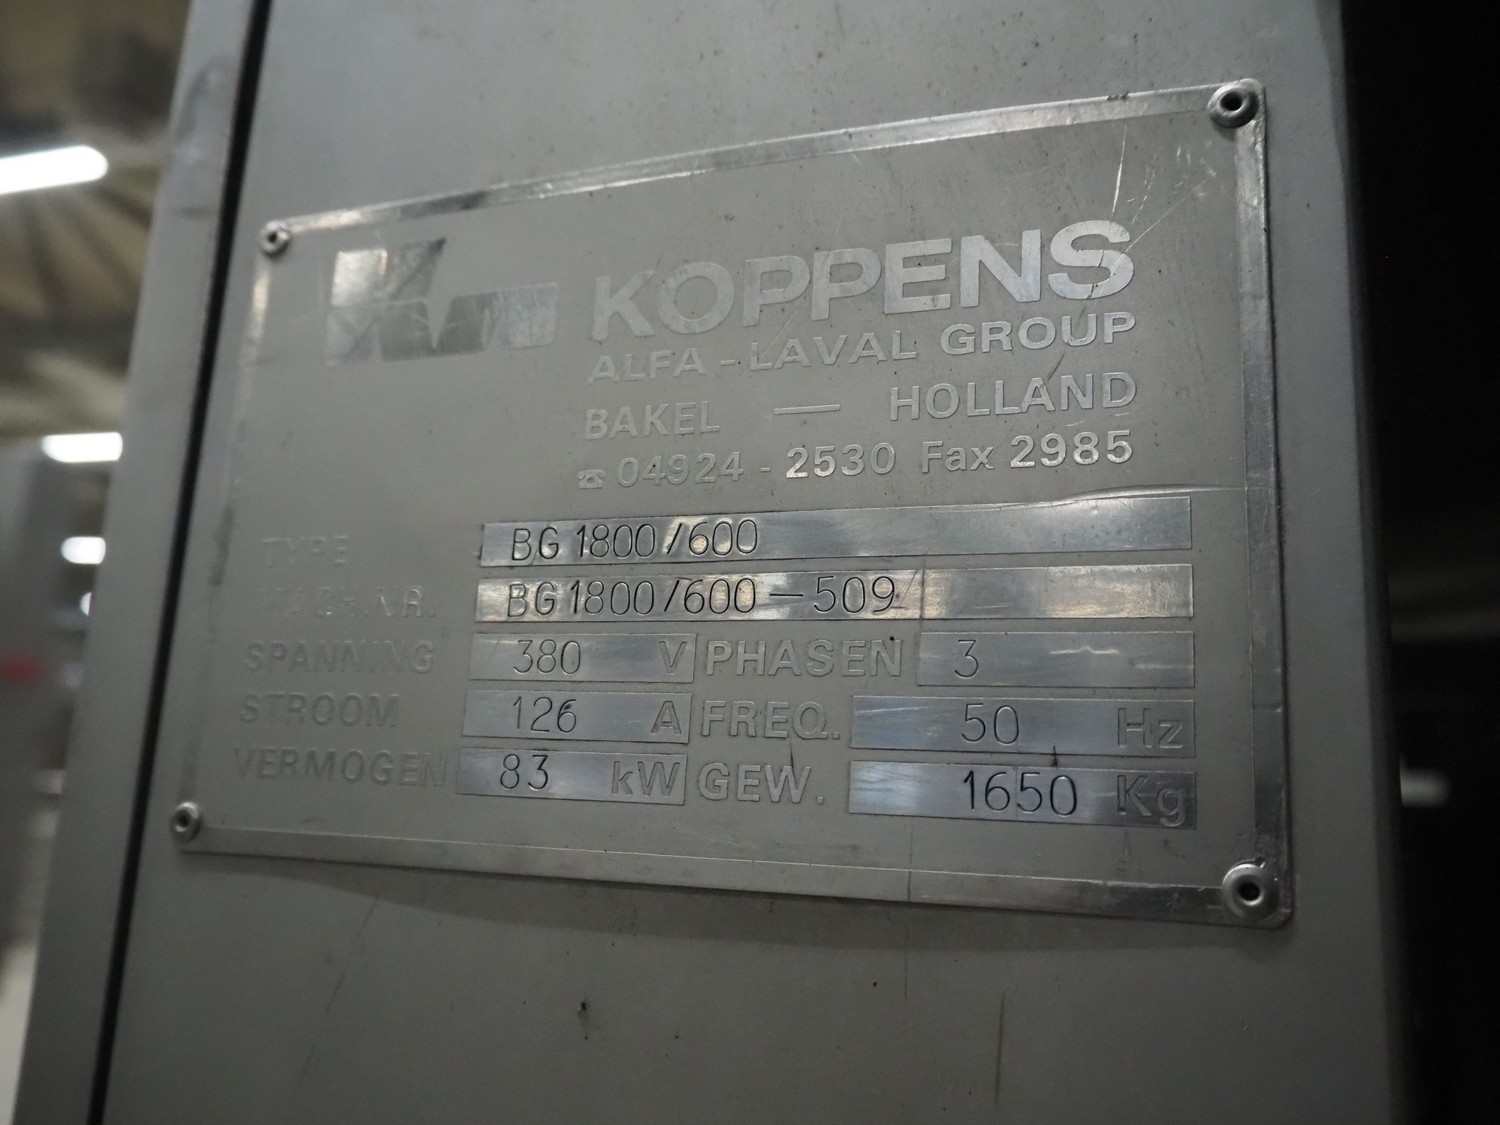 KOPPENS
ALFA-LAVAL GROUP
BAKEL — HOLLAND
☎ 04924 - 2530 Fax 2985
TYPE BG 1800/600
MACH. NR. BG 1800/600-509
SPANNING 380 V PHASEN 3
STROOM 126 A FREQ. 50 Hz
VERMOGEN 83 kW GEW. 1650 Kg